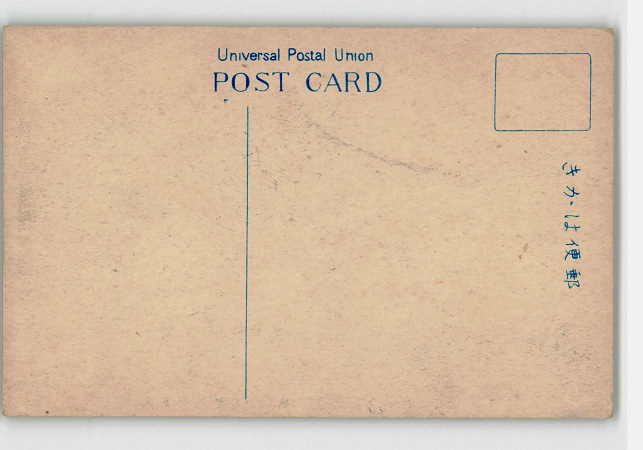 Universal Postal Union
POST CARD
郵便はがき